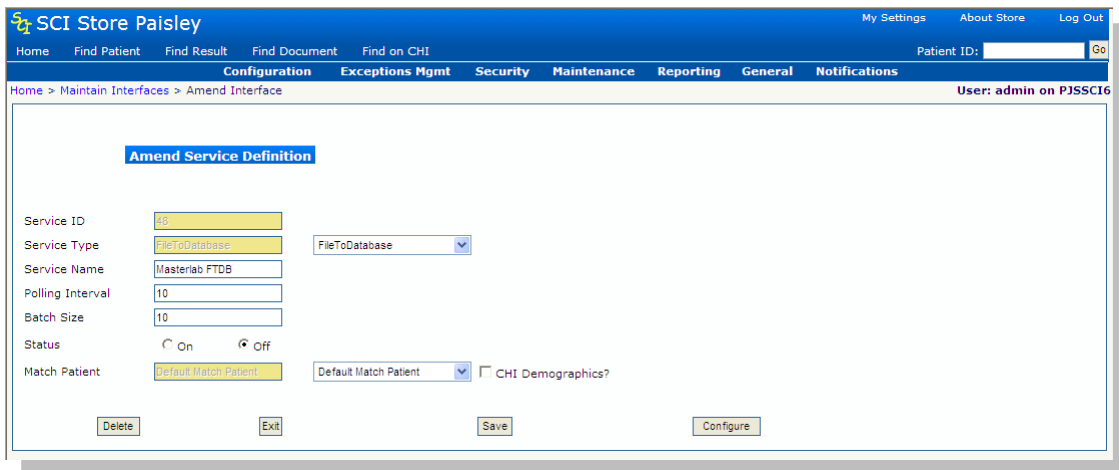 SCI SCI Store Paisley My Settings About Store Log Out
Home Find Patient Find Result Find Document Find on CHI Patient ID: Go
Configuration Exceptions Mgmt Security Maintenance Reporting General Notifications
Home > Maintain Interfaces > Amend Interface User: admin on PJSSCI6
Amend Service Definition
Service ID 48
Service Type FileToDatabase FileToDatabase
Service Name Masterlab FTDB
Polling Interval 10
Batch Size 10
Status On Off
Match Patient Default Match Patient Default Match Patient CHI Demographics?
Delete Exit Save Configure